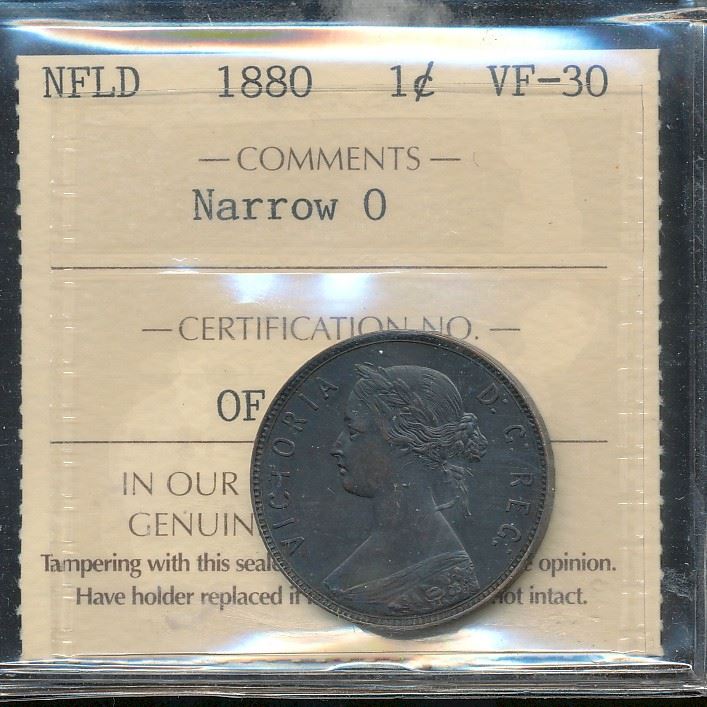 NFLD 1880 1¢ VF-30
— COMMENTS —
Narrow 0
— CERTIFICATION NO. —
OF
IN OUR
GENUIN
Tampering with this seale opinion.
Have holder replaced if not intact.
VICTORIA D: G: REG: